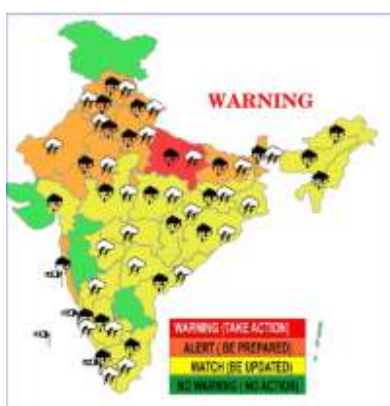 WARNING
WARNING (TAKE ACTION)
ALERT ( BE PREPARED)
WATCH (BE UPDATED)
NO WARNING ( NO ACTION)